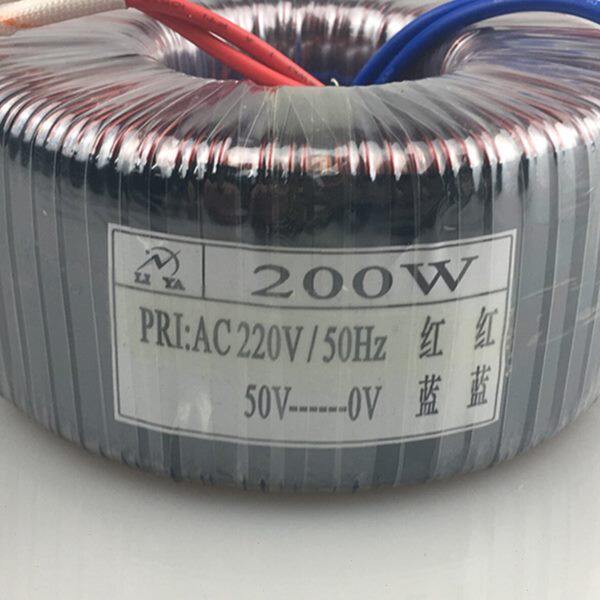 LI YA
200W
PRI:AC 220V/50Hz 红 红
50V------0V 蓝 蓝